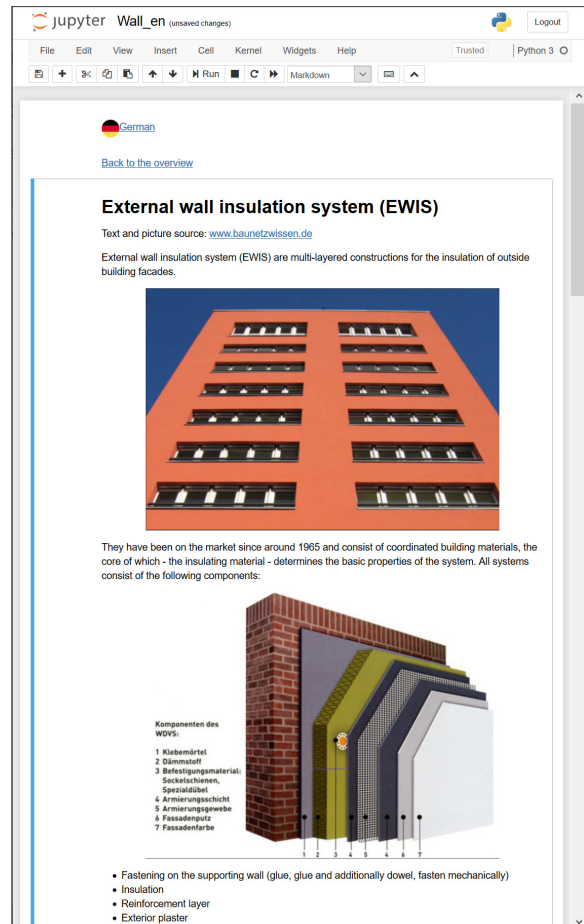 jupyter Wall_en (unsaved changes)
Logout
File Edit View Insert Cell Kernel Widgets Help
Trusted
Python 3
Run
Markdown
German
Back to the overview
External wall insulation system (EWIS)
Text and picture source: www.baunetzwissen.de
External wall insulation system (EWIS) are multi-layered constructions for the insulation of outside
building facades.
They have been on the market since around 1965 and consist of coordinated building materials, the
core of which - the insulating material - determines the basic properties of the system. All systems
consist of the following components:
Komponenten des
WDVS:
1 Klebemörtel
2 Dämmstoff
3 Befestigungsmaterial:
Sockelschienen,
Spezialdübel
4 Armierungsschicht
5 Armierungsgewebe
6 Fassadenputz
7 Fassadenfarbe
1 2 3 4 5 4 6 7
• Fastening on the supporting wall (glue, glue and additionally dowel, fasten mechanically)
• Insulation
• Reinforcement layer
• Exterior plaster